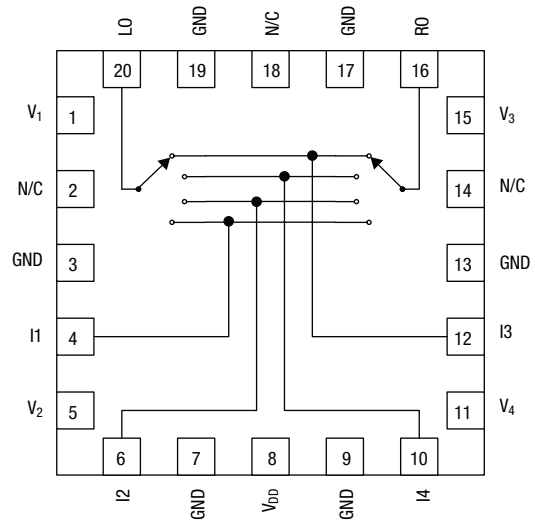 LO GND N/C GND RO
20 19 18 17 16
V₁ 1 15 V₃
N/C 2 14 N/C
GND 3 13 GND
I1 4 12 I3
V₂ 5 11 V₄
6 7 8 9 10
I2 GND V_DD GND I4